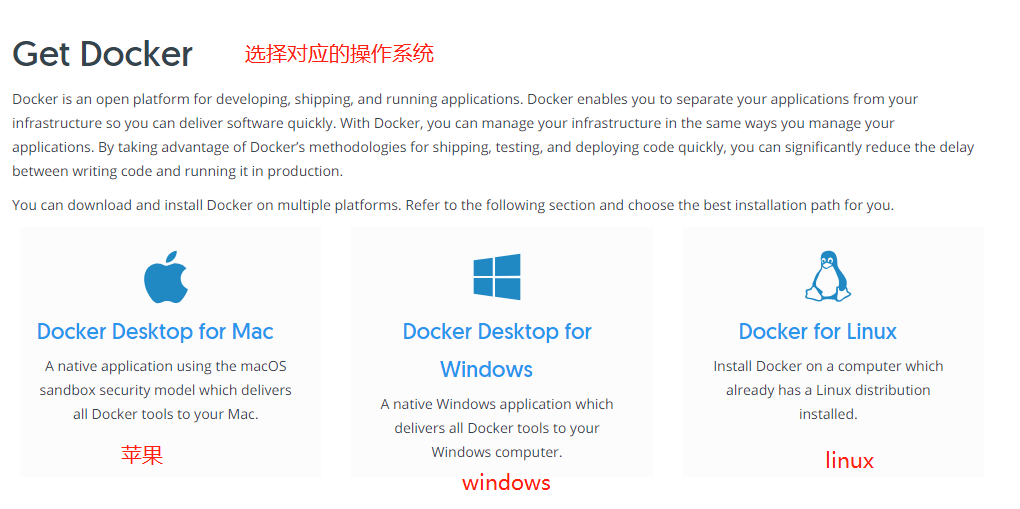 Get Docker 选择对应的操作系统
Docker is an open platform for developing, shipping, and running applications. Docker enables you to separate your applications from your
infrastructure so you can deliver software quickly. With Docker, you can manage your infrastructure in the same ways you manage your
applications. By taking advantage of Docker’s methodologies for shipping, testing, and deploying code quickly, you can significantly reduce the delay
between writing code and running it in production.
You can download and install Docker on multiple platforms. Refer to the following section and choose the best installation path for you.
Docker Desktop for Mac
A native application using the macOS
sandbox security model which delivers
all Docker tools to your Mac.
苹果
Docker Desktop for
Windows
A native Windows application which
delivers all Docker tools to your
Windows computer.
windows
Docker for Linux
Install Docker on a computer which
already has a Linux distribution
installed.
linux